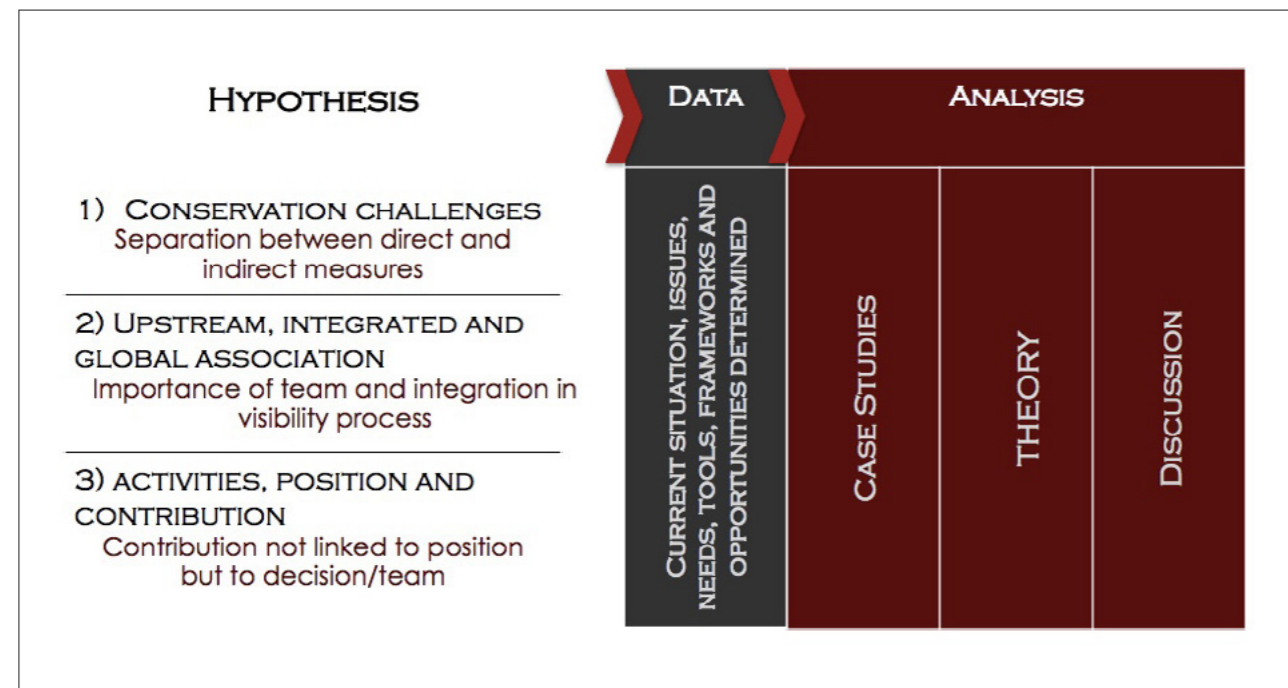 HYPOTHESIS
1) CONSERVATION CHALLENGES
Separation between direct and
indirect measures
2) UPSTREAM, INTEGRATED AND
GLOBAL ASSOCIATION
Importance of team and integration in
visibility process
3) ACTIVITIES, POSITION AND
CONTRIBUTION
Contribution not linked to position
but to decision/team
DATA
ANALYSIS
CURRENT SITUATION, ISSUES,
NEEDS, TOOLS, FRAMEWORKS AND
OPPORTUNITIES DETERMINED
CASE STUDIES
THEORY
DISCUSSION